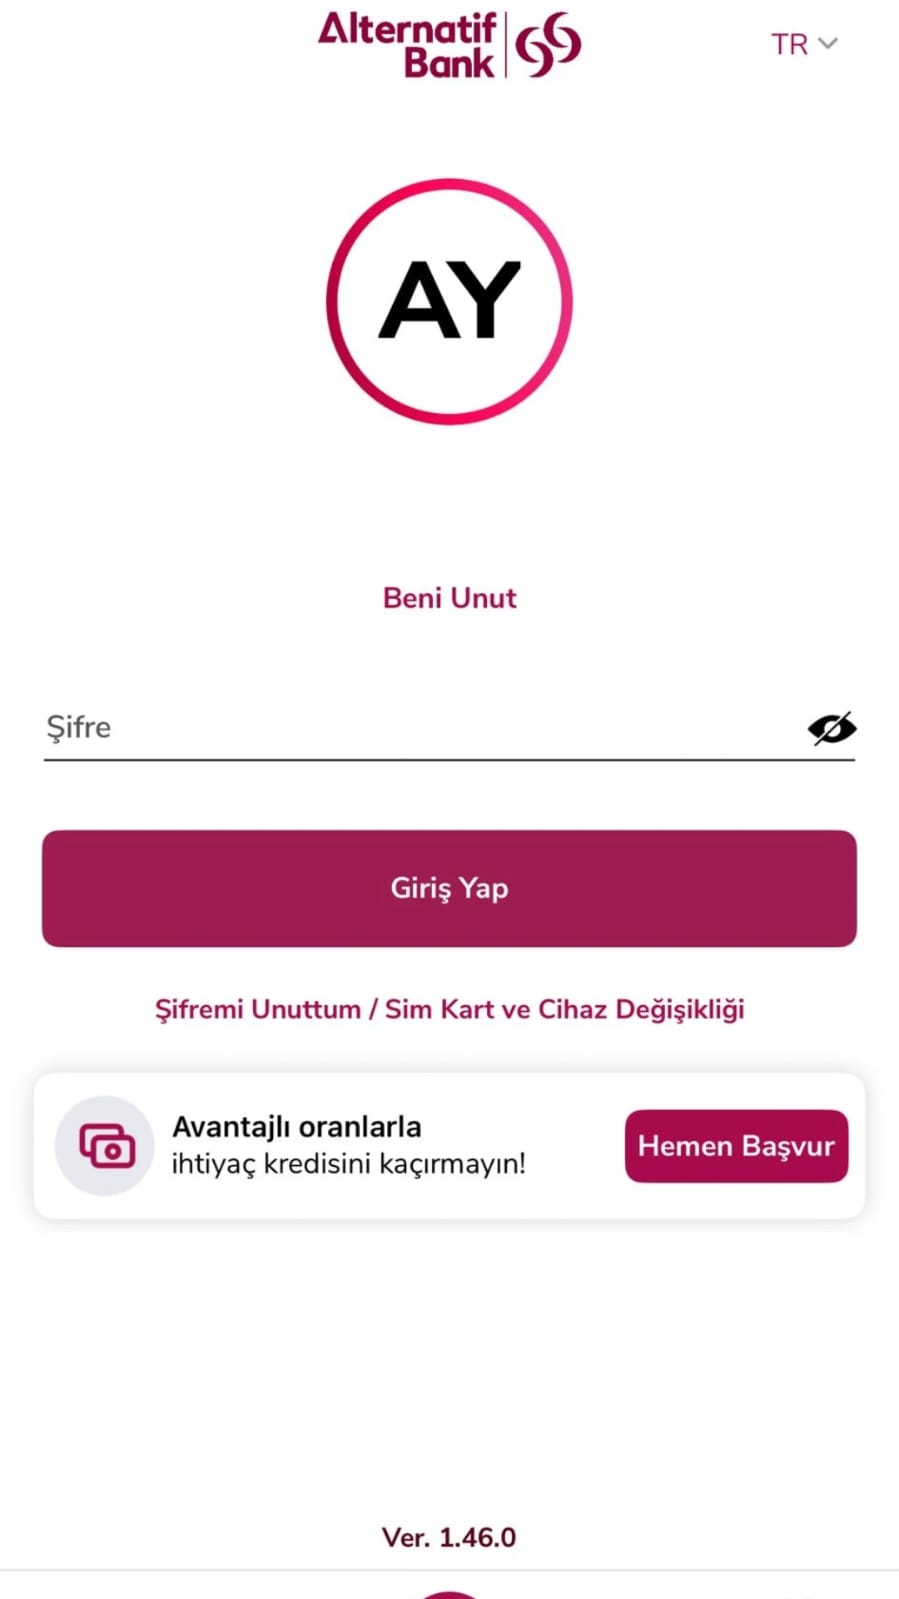 Alternatif
Bank
TR
AY
Beni Unut
Şifre
Giriş Yap
Şifremi Unuttum / Sim Kart ve Cihaz Değişikliği
Avantajlı oranlarla
ihtiyaç kredisini kaçırmayın!
Hemen Başvur
Ver. 1.46.0